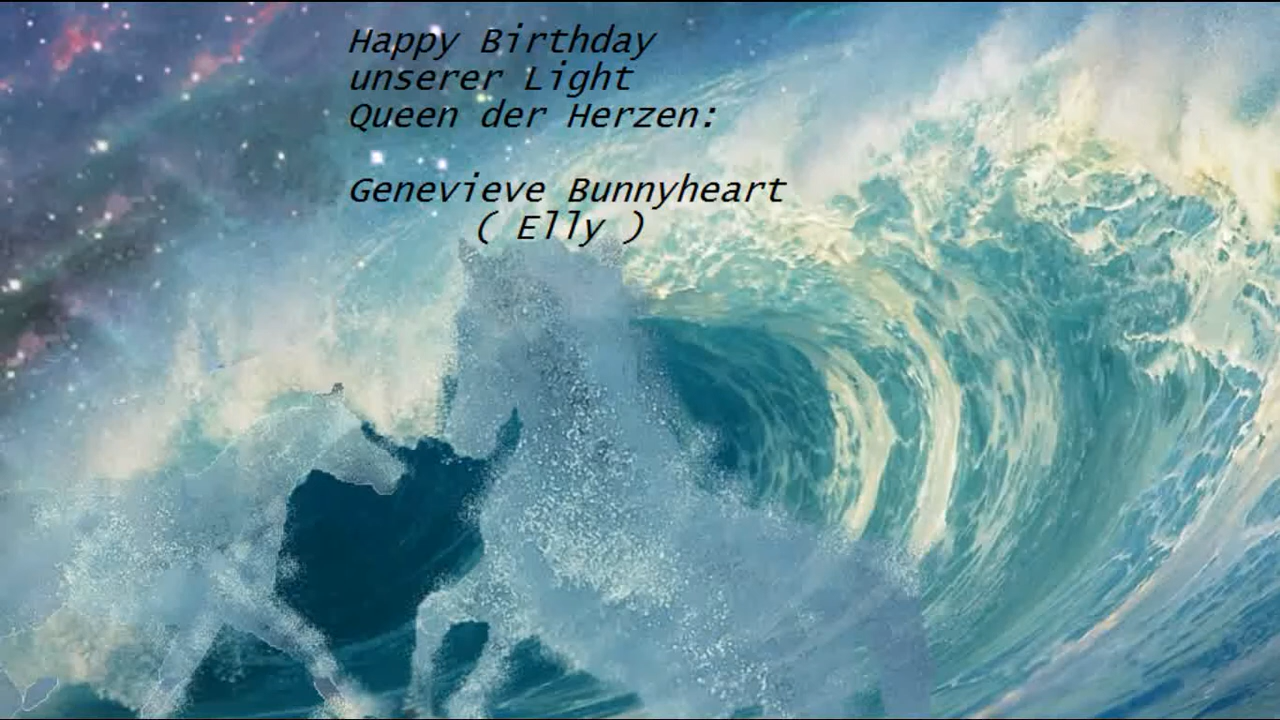 Happy Birthday
unserer Light
Queen der Herzen:
Genevieve Bunnyheart
( Elly )